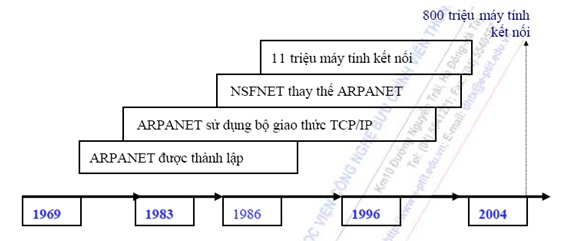 800 triệu máy tính
kết nối
11 triệu máy tính kết nối
NSFNET thay thế ARPANET
ARPANET sử dụng bộ giao thức TCP/IP
ARPANET được thành lập
1969 1983 1986 1996 2004